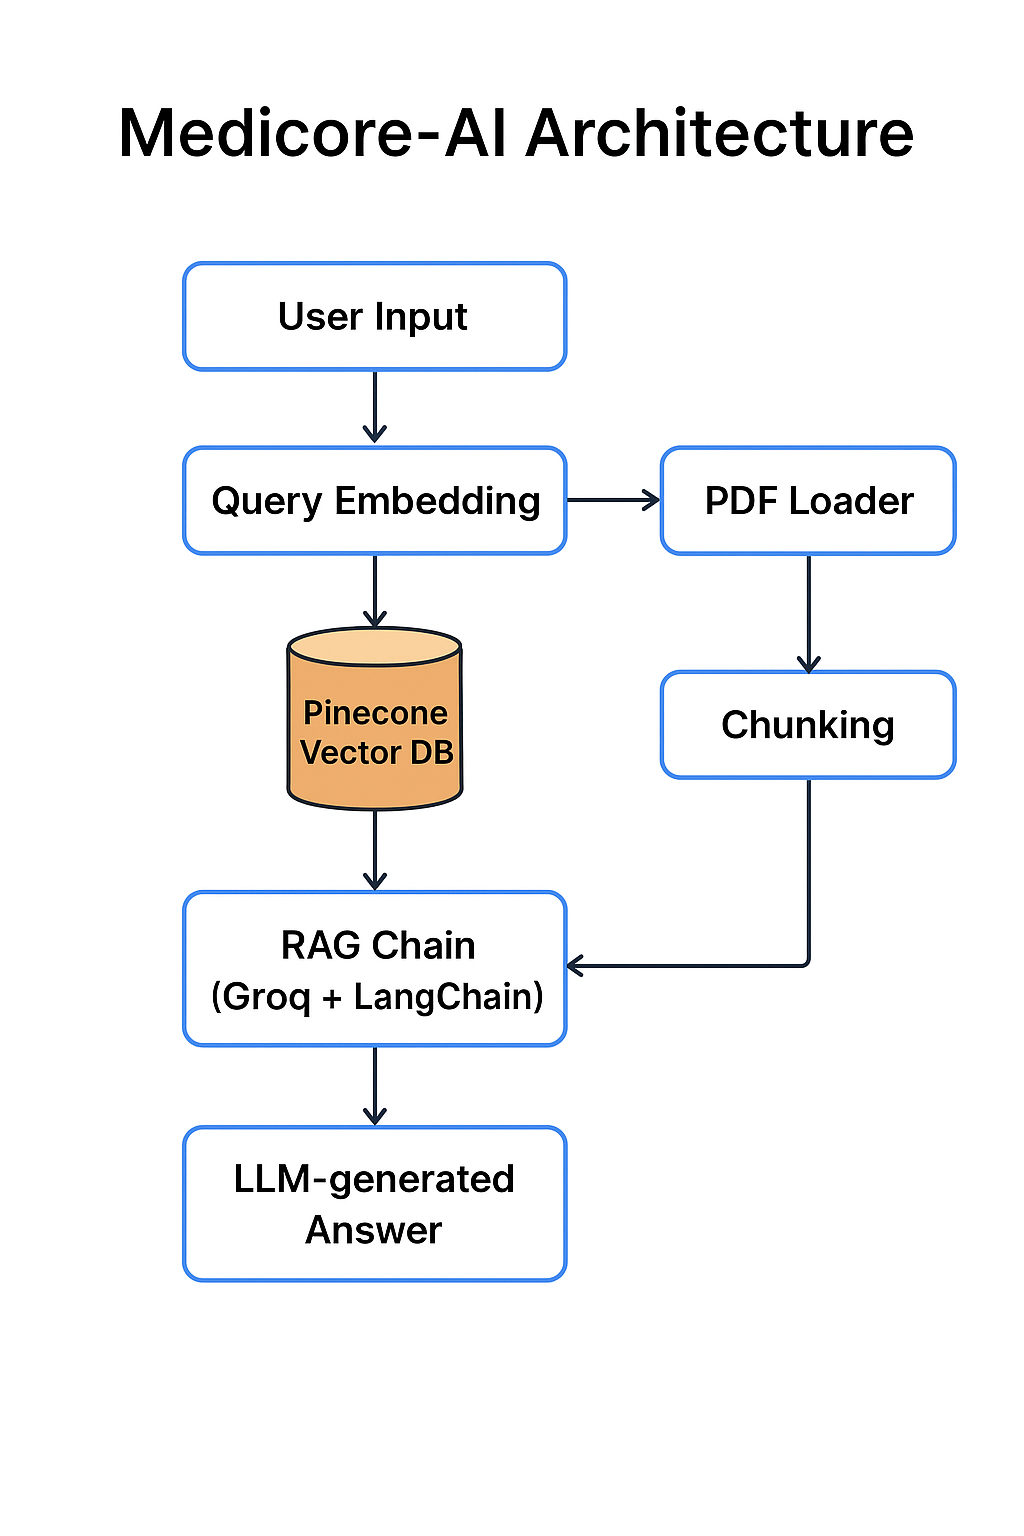 Medicore-AI Architecture
User Input
Query Embedding
PDF Loader
Pinecone
Vector DB
Chunking
RAG Chain
(Groq + LangChain)
LLM-generated
Answer